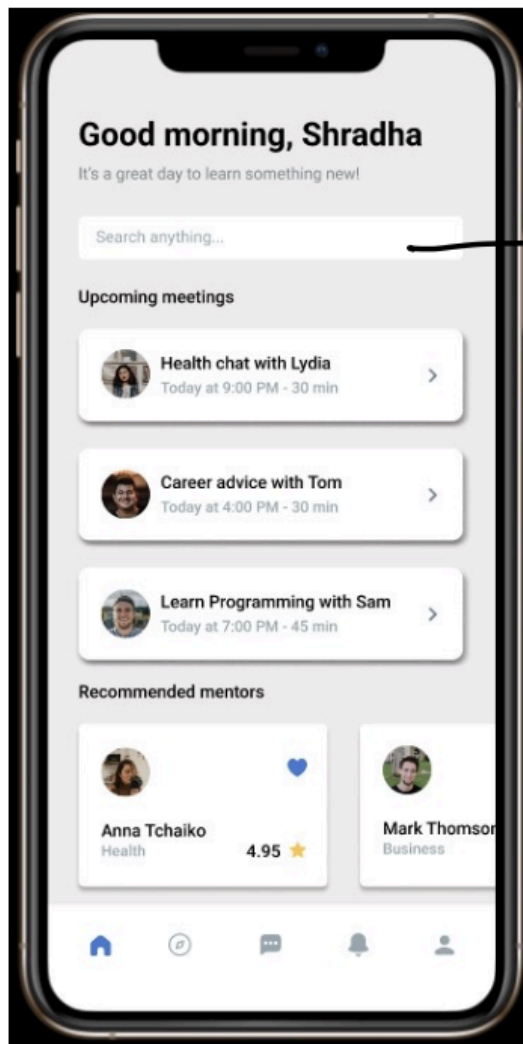 Good morning, Shradha
It's a great day to learn something new!
Search anything...
Upcoming meetings
Health chat with Lydia
Today at 9:00 PM - 30 min
Career advice with Tom
Today at 4:00 PM - 30 min
Learn Programming with Sam
Today at 7:00 PM - 45 min
Recommended mentors
Anna Tchaiko
Health
4.95
Mark Thomson
Business